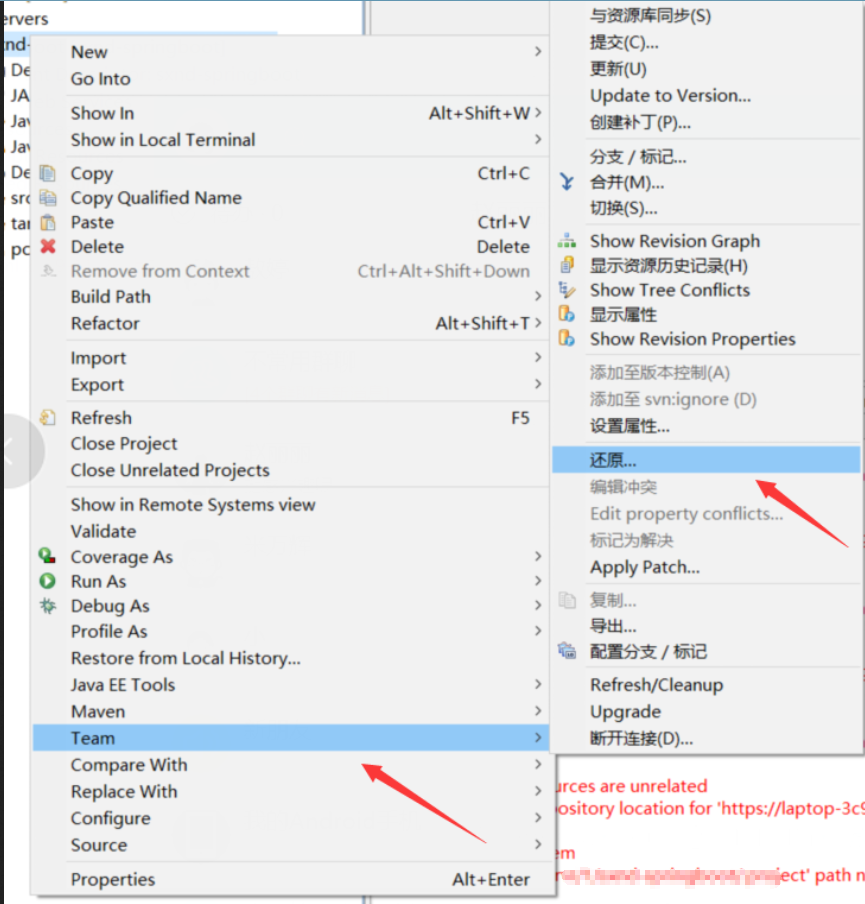 ervers
nd-
New
Go Into
Show In Alt+Shift+W
Show in Local Terminal
Copy Ctrl+C
Copy Qualified Name
Paste Ctrl+V
Delete Delete
Remove from Context Ctrl+Alt+Shift+Down
Build Path
Refactor Alt+Shift+T
Import
Export
Refresh F5
Close Project
Close Unrelated Projects
Show in Remote Systems view
Validate
Coverage As
Run As
Debug As
Profile As
Restore from Local History...
Java EE Tools
Maven
Team
Compare With
Replace With
Configure
Source
Properties Alt+Enter
De
JA
Jav
Jav
De
src
tar
po
与资源库同步(S)
提交(C)...
更新(U)
Update to Version...
创建补丁(P)...
分支 / 标记...
合并(M)...
切换(S)...
Show Revision Graph
显示资源历史记录(H)
Show Tree Conflicts
显示属性
Show Revision Properties
添加至版本控制(A)
添加至 svn:ignore (D)
设置属性...
还原...
编辑冲突
Edit property conflicts...
标记为解决
Apply Patch...
复制...
导出...
配置分支 / 标记
Refresh/Cleanup
Upgrade
断开连接(D)...
urces are unrelated
ository location for 'https://laptop-3c9
em
ect' path n